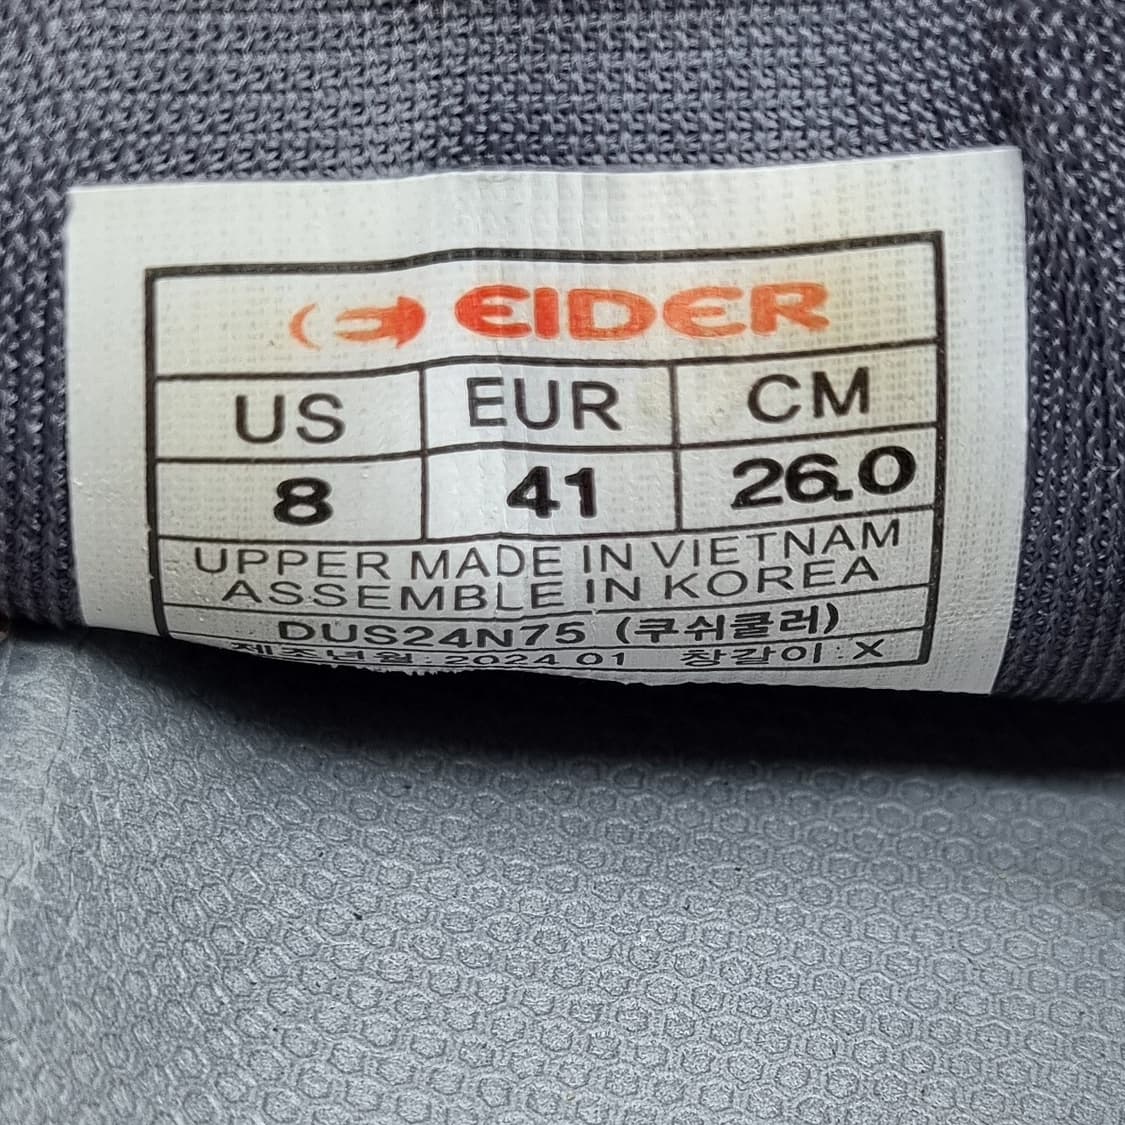 EIDER
US EUR CM
8 41 26.0
UPPER MADE IN VIETNAM
ASSEMBLE IN KOREA
DUS24N75 (쿠쉬쿨러)
제조년월: 2024 01 창갈이: X